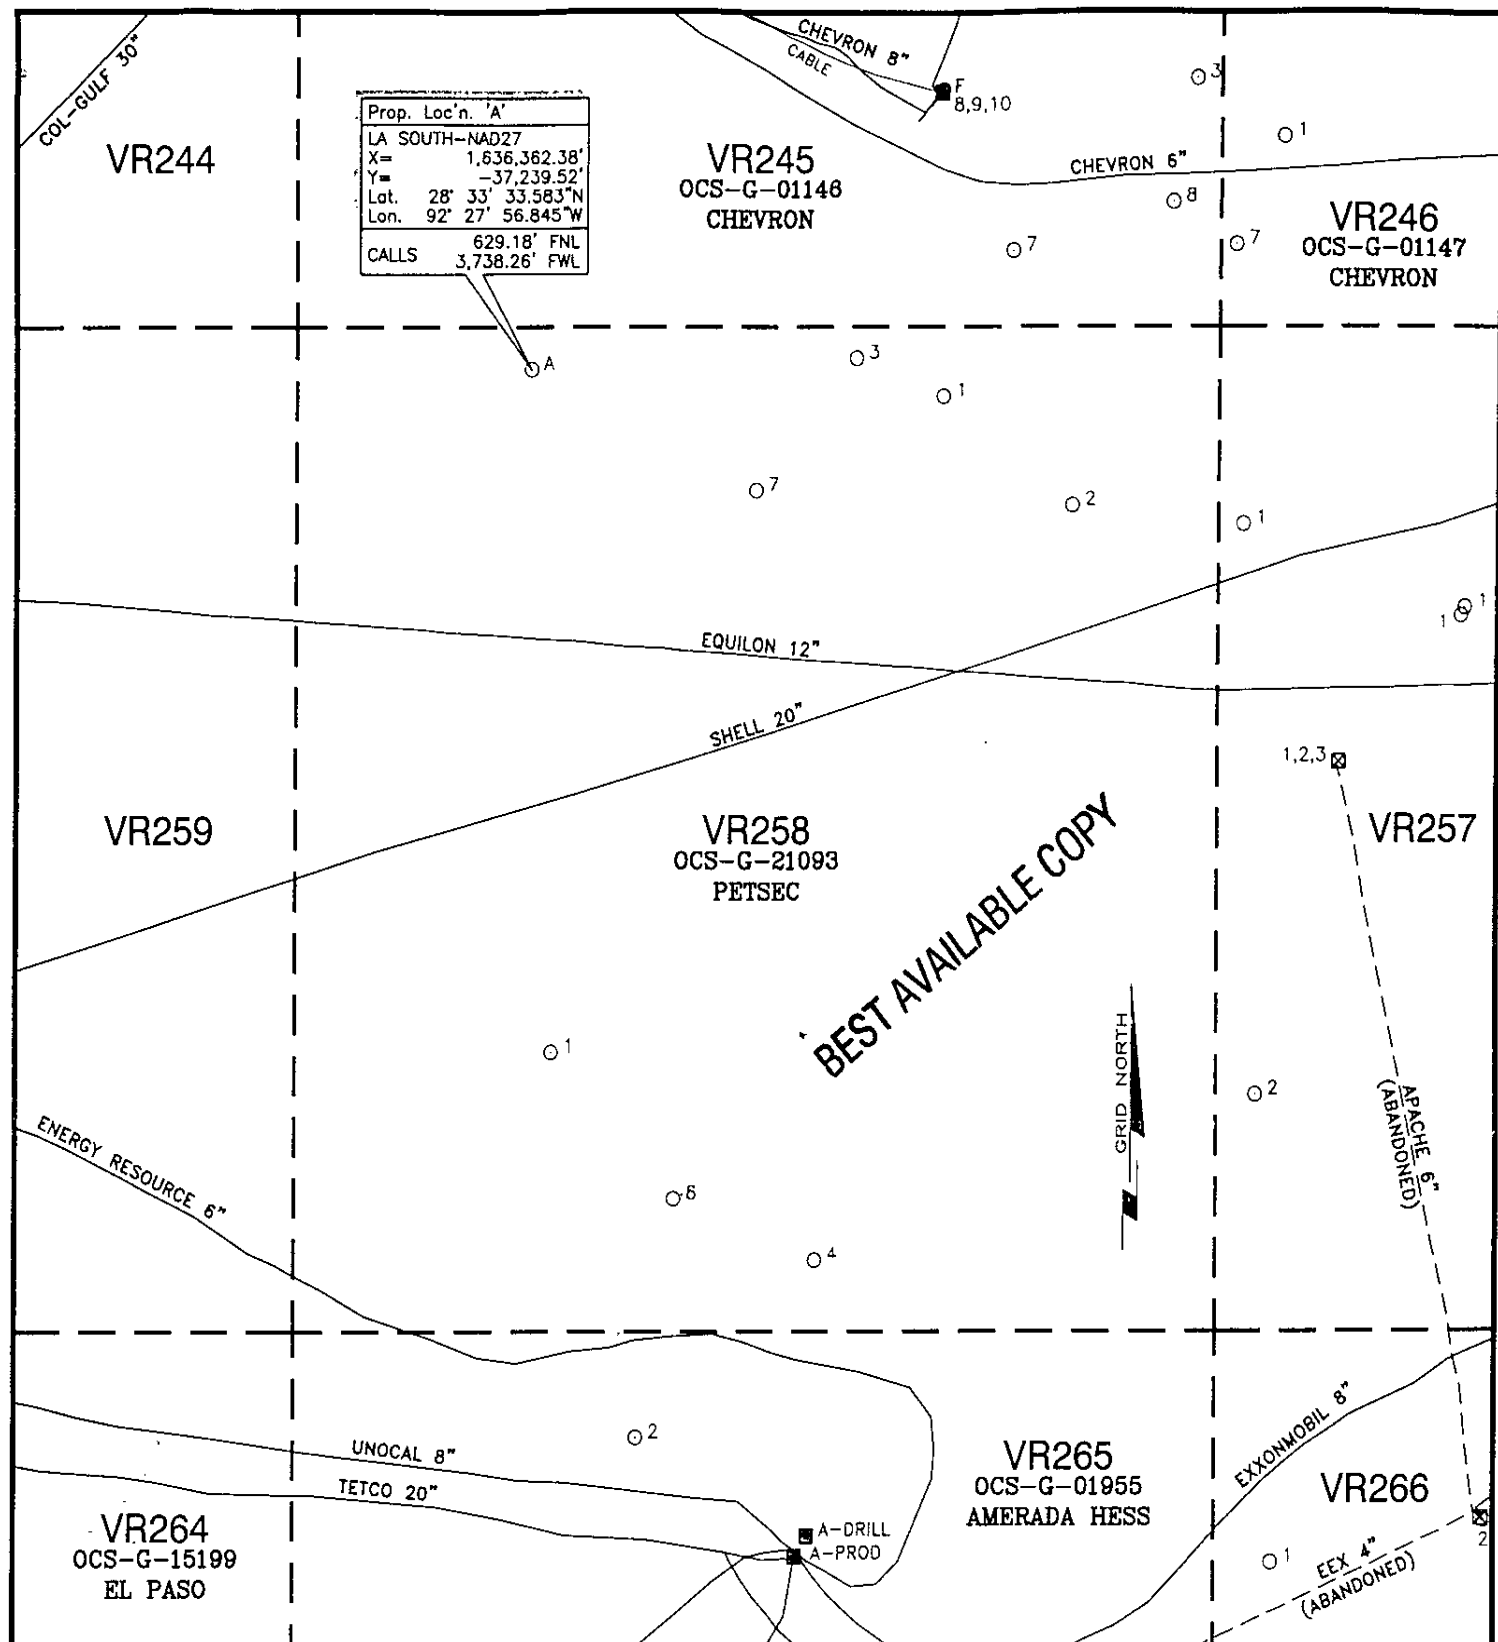 COL-GULF 30"
VR244
Prop. Loc'n. 'A'
LA SOUTH-NAD27
X= 1,636,362.38'
Y= -37,239.52'
Lat. 28° 33' 33.583"N
Lon. 92° 27' 56.845"W
CALLS 629.18' FNL
3,738.26' FWL
CHEVRON 8"
CABLE
F
8,9,10
VR245
OCS-G-01146
CHEVRON
CHEVRON 6"
3
1
8
7
7
VR246
OCS-G-01147
CHEVRON
A
3
1
7
2
1
1
1
EQUILON 12"
SHELL 20"
1,2,3
VR259
VR258
OCS-G-21093
PETSEC
VR257
BEST AVAILABLE COPY
GRID NORTH
1
2
APACHE 6"
(ABANDONED)
ENERGY RESOURCE 6"
4
2
UNOCAL 8"
TETCO 20"
VR265
OCS-G-01955
AMERADA HESS
EXXONMOBIL 8"
VR266
VR264
OCS-G-15199
EL PASO
A-DRILL
A-PROD
1
EEX 4"
(ABANDONED)
2